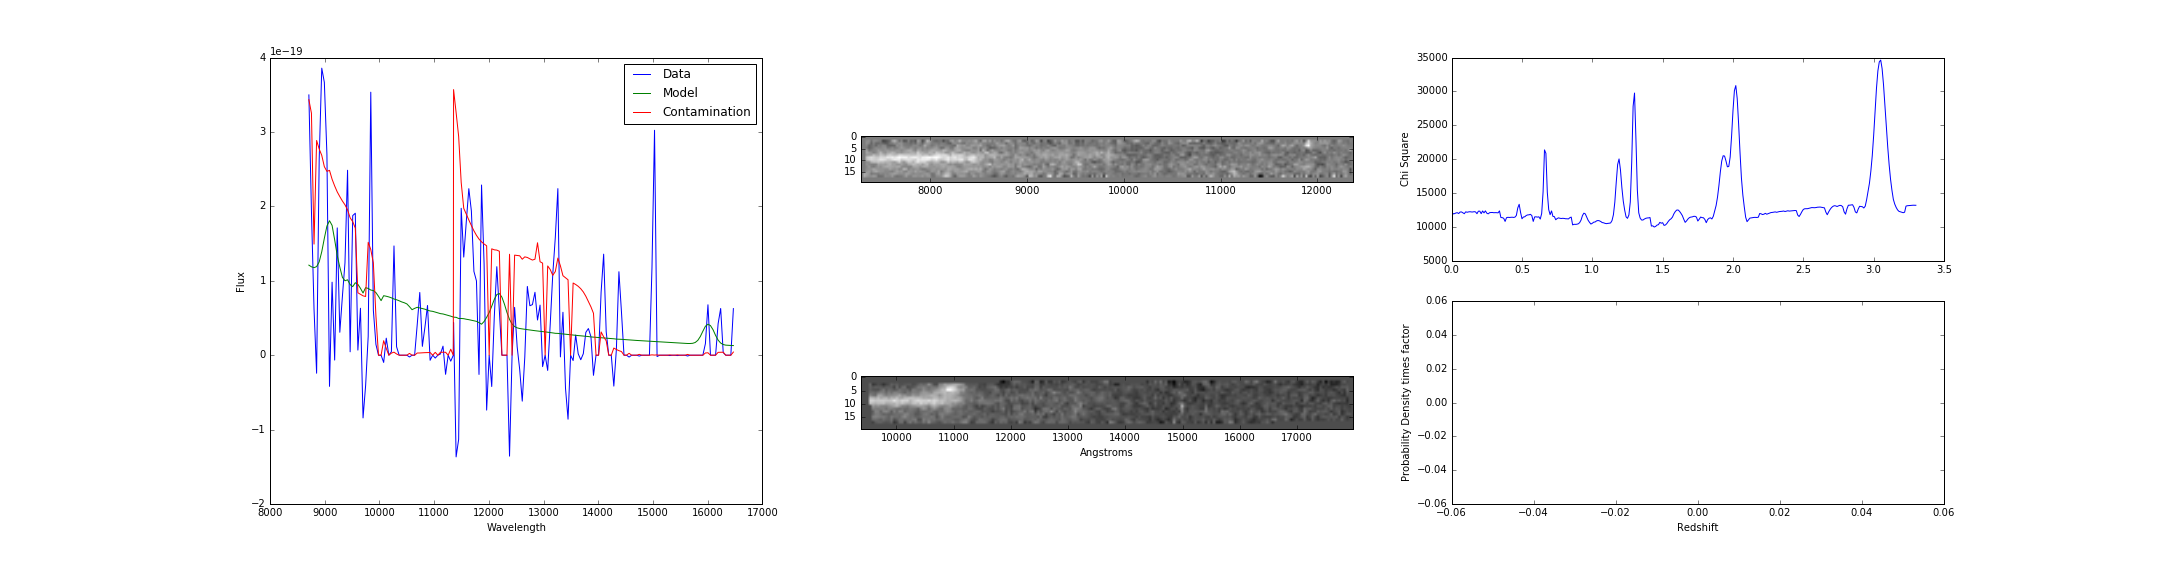 1e−19
4
3
2
1
0
−1
−2
Flux
Data
Model
Contamination
8000 9000 10000 11000 12000 13000 14000 15000 16000 17000
Wavelength
0
5
10
15
8000 9000 10000 11000 12000
0
5
10
15
10000 11000 12000 13000 14000 15000 16000 17000
Angstroms
35000
30000
25000
20000
15000
10000
5000
Chi Square
0.0 0.5 1.0 1.5 2.0 2.5 3.0 3.5
0.06
0.04
0.02
0.00
−0.02
−0.04
−0.06
Probability Density times factor
−0.06 −0.04 −0.02 0.00 0.02 0.04 0.06
Redshift